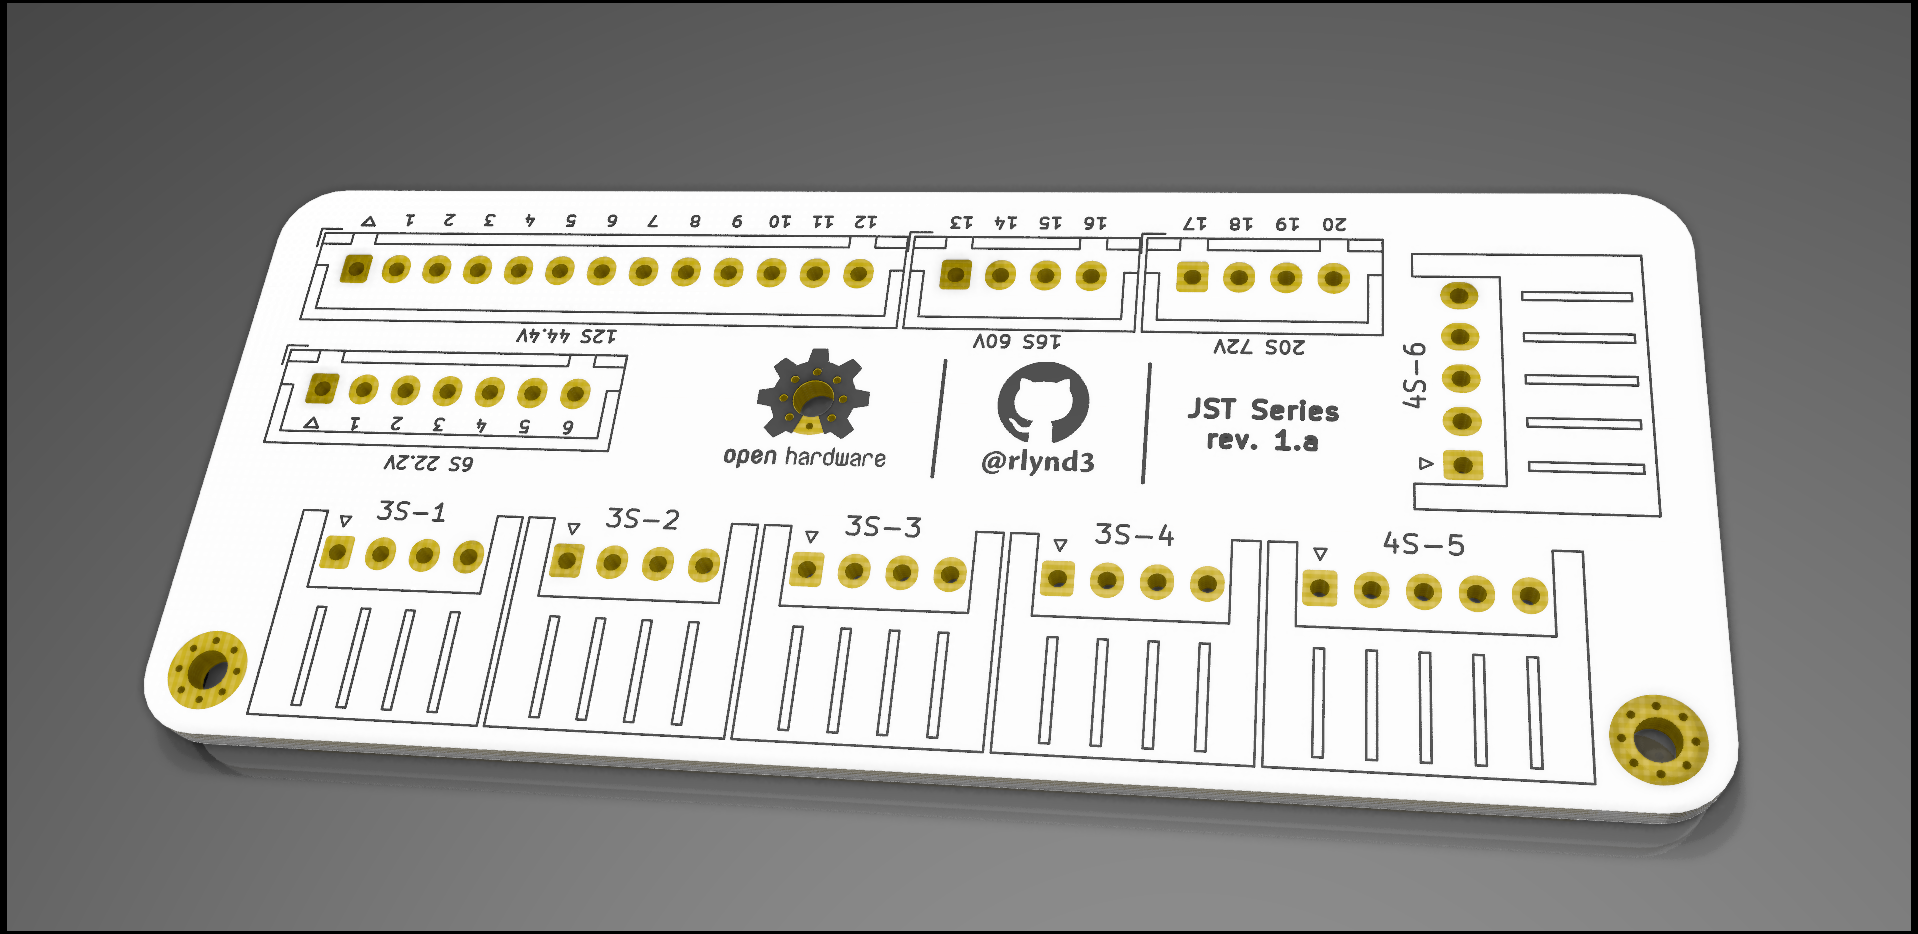 1 2 3 4 5 6 7 8 9 10 11 12
13 14 15 16
17 18 19 20
12S 44.4V
16S 60V
20S 72V
1 2 3 4 5 6
6S 22.2V
open hardware
@rlynd3
JST Series
rev. 1.a
4S-6
3S-1
3S-2
3S-3
3S-4
4S-5